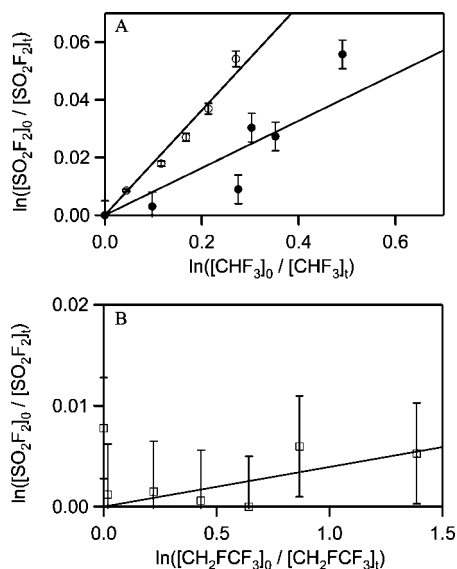 A
0.06
0.04
0.02
0.00
ln([SO₂F₂]₀ / [SO₂F₂]ₜ)
0.0 0.2 0.4 0.6
ln([CHF₃]₀ / [CHF₃]ₜ)
B
0.02
0.01
0.00
ln([SO₂F₂]₀ / [SO₂F₂]ₜ)
0.0 0.5 1.0 1.5
ln([CH₂FCF₃]₀ / [CH₂FCF₃]ₜ)